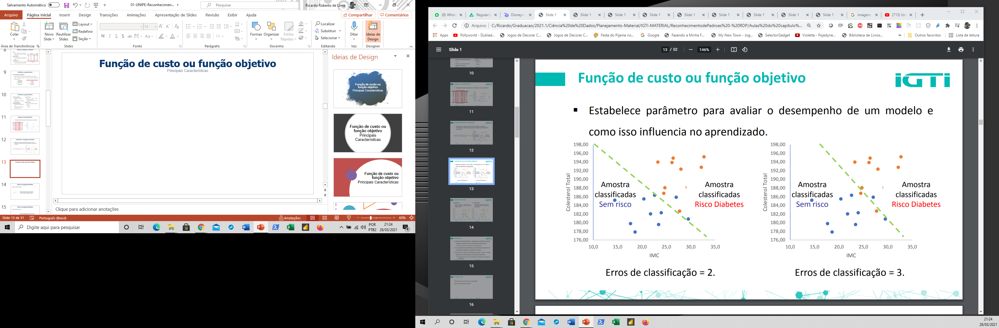 Salvamento Automático
01-UNIPE-Reconhecimen...
Pesquisar
Ricardo Roberto de Lima
Arquivo
Página Inicial
Inserir
Design
Transições
Animações
Apresentação de Slides
Revisão
Exibir
Ajuda
Compartilhar
Comentários
Colar
Novo Slide
Reutilizar Slides
Layout
Redefinir
Seção
14
N I S S ab AV Aa A
Formas
Organizar
Estilos Rápidos
Localizar
Substituir
Selecionar
Ditar
Ideias de Design
Área de Transferência
Slides
Fonte
Parágrafo
Desenho
Editando
Voz
Designer
8
9
10
11
12
13
14
15
Função de custo ou função objetivo
Principais Características
Ideias de Design
Função de custo ou
função objetivo
Principais Características
Função de custo ou
função objetivo
Principais
Características
Função de custo ou
função objetivo
Principais Características
Clique para adicionar anotações
Slide 13 de 31
Português (Brasil)
Anotações
65%
Digite aqui para pesquisar
POR
PTB2
21:24
28/03/2021
4
(8) Whats
Regulariz
Disney+
Slide 1
Slide 1
Slide 1
Slide 1
Slide 1
Slide 1
Slide 1
Slide 1
Slide 1
imagens
(713) Ide
Arquivo | C:/Ricardo/Graduacao/2021.1/Ciência%20de%20Dados/Planejamento-Material/IGTI-MATERIAL/ReconhecimentodePadroes%20-%20RDP/Aulas%20do%20capítulo%...
Apps
Pollyworld - Dublad...
Jogos de Decorar C...
Jogos de Decorar C...
Festa do Pijama no...
Google
Fazendo a Minha F...
My New Town - Jog...
SelectorGadget
Violetta - Pojedyne...
Biblioteca de Livros...
»
Outros favoritos
Lista de leitura
Slide 1
13 / 52
146%
10
11
12
13
14
15
16
Função de custo ou função objetivo
iGTi
Estabelece parâmetro para avaliar o desempenho de um modelo e
como isso influencia no aprendizado.
198,00
196,00
194,00
192,00
190,00
188,00
186,00
184,00
182,00
180,00
178,00
176,00
Colesterol Total
10,0 15,0 20,0 25,0 30,0 35,0
IMC
Amostra
classificadas
Sem risco
Amostra
classificadas
Risco Diabetes
Erros de classificação = 2.
198,00
196,00
194,00
192,00
190,00
188,00
186,00
184,00
182,00
180,00
178,00
176,00
Colesterol Total
10,0 15,0 20,0 25,0 30,0 35,0
IMC
Amostra
classificadas
Sem risco
Amostra
classificadas
Risco Diabetes
Erros de classificação = 3.
21:24
28/03/2021